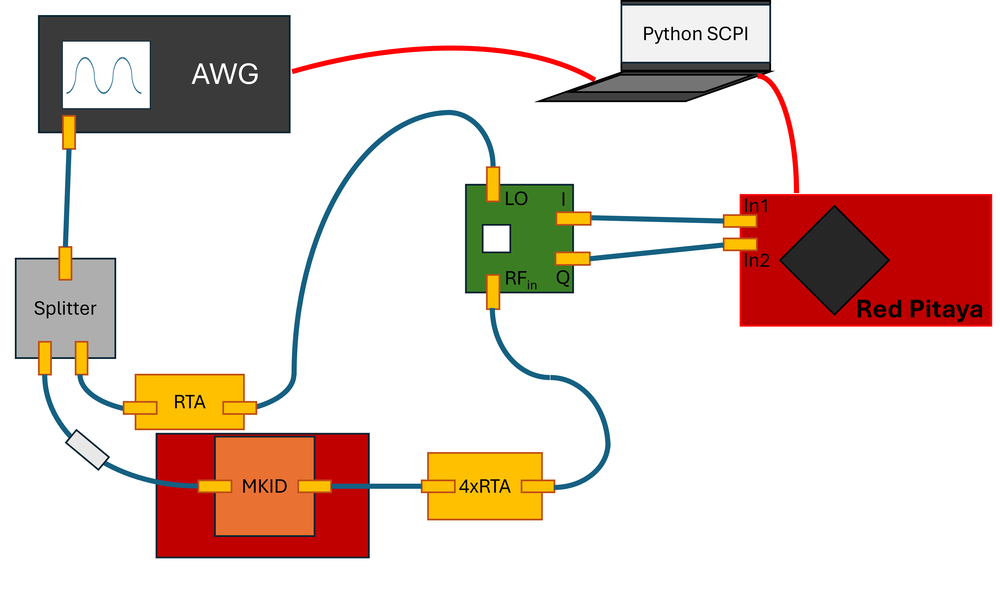 Python SCPI
AWG
LO
I
In1
RFin
Q
In2
Splitter
Red Pitaya
RTA
MKID
4xRTA